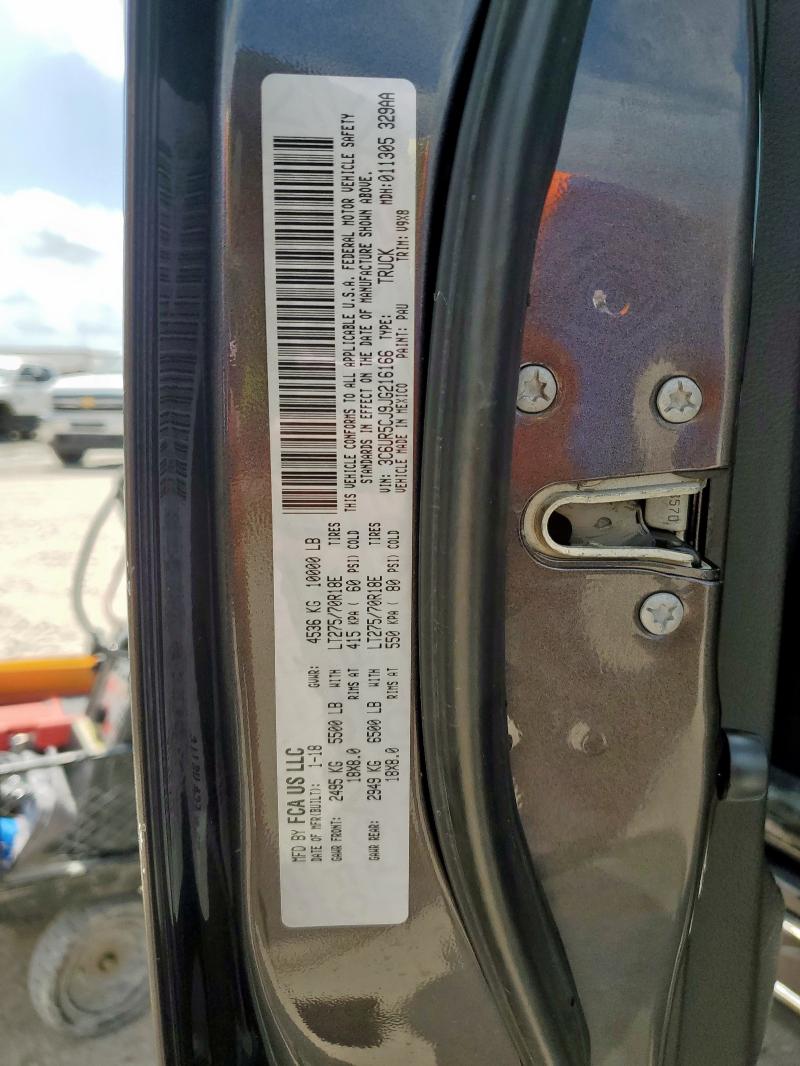 MFD BY FCA US LLC
DATE OF MFR(BUILT): 1-18 GVWR: 4536 KG 10000 LB
GAWR FRONT: 2495 KG 5500 LB WITH LT275/70R18E TIRES
18X8.0 RIMS AT 415 KPA ( 60 PSI) COLD
GAWR REAR: 2949 KG 6500 LB WITH LT275/70R18E TIRES
18X8.0 RIMS AT 550 KPA ( 80 PSI) COLD
THIS VEHICLE CONFORMS TO ALL APPLICABLE U.S.A. FEDERAL MOTOR VEHICLE SAFETY
STANDARDS IN EFFECT ON THE DATE OF MANUFACTURE SHOWN ABOVE.
VIN: 3C6UR5CJ9JG216166 TYPE: TRUCK MDH:011305 329AA
VEHICLE MADE IN MEXICO PAINT: PAU TRIM: V9X8